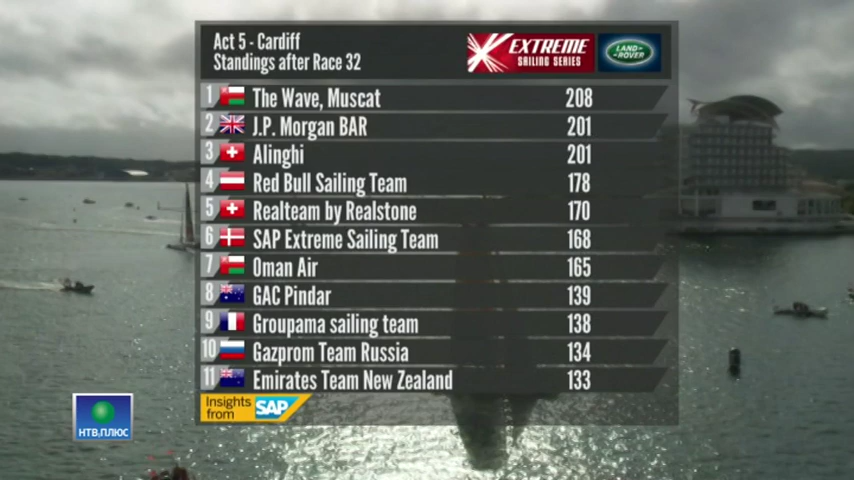 Act 5 - Cardiff
Standings after Race 32
EXTREME
SAILING SERIES
LAND ROVER
1 The Wave, Muscat 208
2 J.P. Morgan BAR 201
3 Alinghi 201
4 Red Bull Sailing Team 178
5 Realteam by Realstone 170
6 SAP Extreme Sailing Team 168
7 Oman Air 165
8 GAC Pindar 139
9 Groupama sailing team 138
10 Gazprom Team Russia 134
11 Emirates Team New Zealand 133
Insights
from SAP
НТВ.ПЛЮС